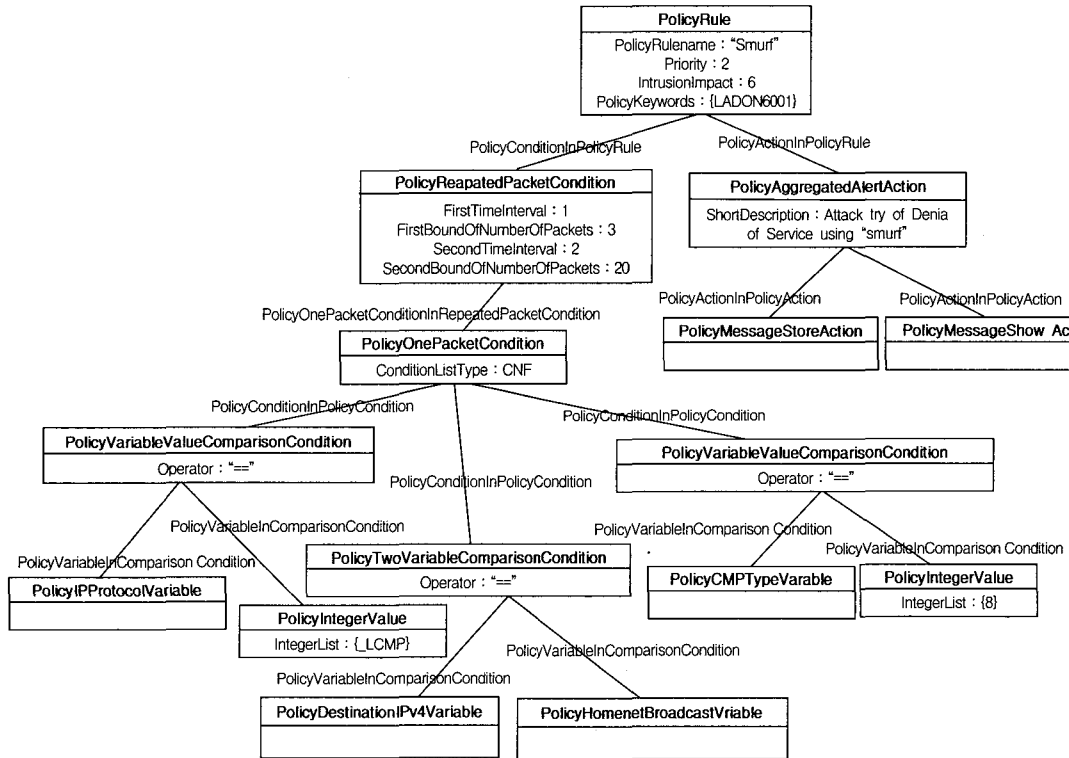 PolicyRule
PolicyRulename : “Smurf”
Priority : 2
IntrusionImpact : 6
PolicyKeywords : {LADON6001}
PolicyConditionInPolicyRule
PolicyActionInPolicyRule
PolicyReapatedPacketCondition
FirstTimeInterval : 1
FirstBoundOfNumberOfPackets : 3
SecondTimeInterval : 2
SecondBoundOfNumberOfPackets : 20
PolicyAggregatedAlertAction
ShortDescription : Attack try of Denia
of Service using “smurf”
PolicyActionInPolicyAction
PolicyActionInPolicyAction
PolicyMessageStoreAction
PolicyMessageShow Ac
PolicyOnePacketConditionInRepeatedPacketCondition
PolicyOnePacketCondition
ConditionListType : CNF
PolicyConditionInPolicyCondition
PolicyConditionInPolicyCondition
PolicyConditionInPolicyCondition
PolicyVariableValueComparisonCondition
Operator : “==”
PolicyVariableValueComparisonCondition
Operator : “==”
PolicyVariableInComparisonCondition
PolicyVariableInComparison Condition
PolicyVariableInComparison Condition
PolicyVariableInComparison Condition
PolicyIPProtocolVariable
PolicyIntegerValue
IntegerList : {_LCMP}
PolicyTwoVariableComparisonCondition
Operator : “==”
PolicyCMPTypeVarable
PolicyIntegerValue
IntegerList : {8}
PolicyVariableInComparisonCondition
PolicyVariableInComparisonCondition
PolicyDestinationIPv4Variable
PolicyHomenetBroadcastVriable